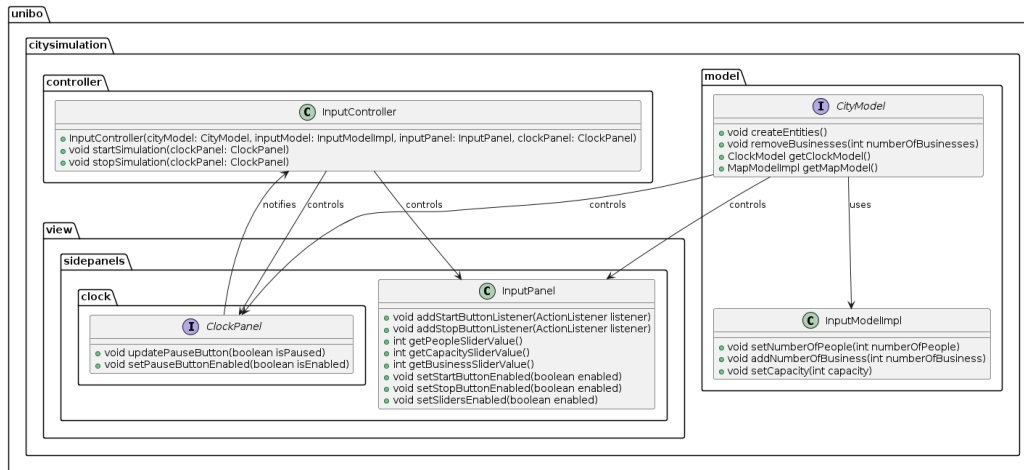 unibo
citysimulation
controller
C InputController
InputController(cityModel: CityModel, inputModel: InputModelImpl, inputPanel: InputPanel, clockPanel: ClockPanel)
void startSimulation(clockPanel: ClockPanel)
void stopSimulation(clockPanel: ClockPanel)
model
I CityModel
void createEntities()
void removeBusinesses(int numberOfBusinesses)
ClockModel getClockModel()
MapModelImpl getMapModel()
notifies
controls
controls
controls
controls
uses
view
sidepanels
clock
I ClockPanel
void updatePauseButton(boolean isPaused)
void setPauseButtonEnabled(boolean isEnabled)
C InputPanel
void addStartButtonListener(ActionListener listener)
void addStopButtonListener(ActionListener listener)
int getPeopleSliderValue()
int getCapacitySliderValue()
int getBusinessSliderValue()
void setStartButtonEnabled(boolean enabled)
void setStopButtonEnabled(boolean enabled)
void setSlidersEnabled(boolean enabled)
C InputModelImpl
void setNumberOfPeople(int numberOfPeople)
void addNumberOfBusiness(int numberOfBusiness)
void setCapacity(int capacity)